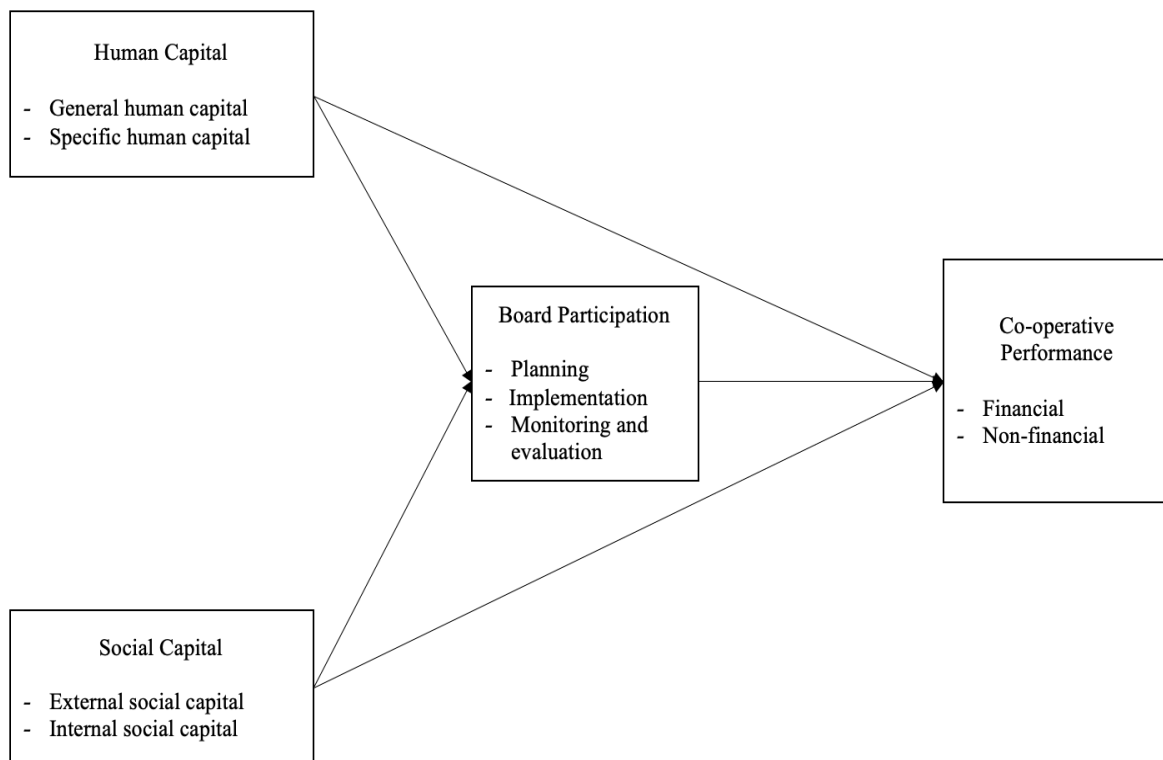 Human Capital
- General human capital
- Specific human capital
Board Participation
- Planning
- Implementation
- Monitoring and
evaluation
Co-operative
Performance
- Financial
- Non-financial
Social Capital
- External social capital
- Internal social capital